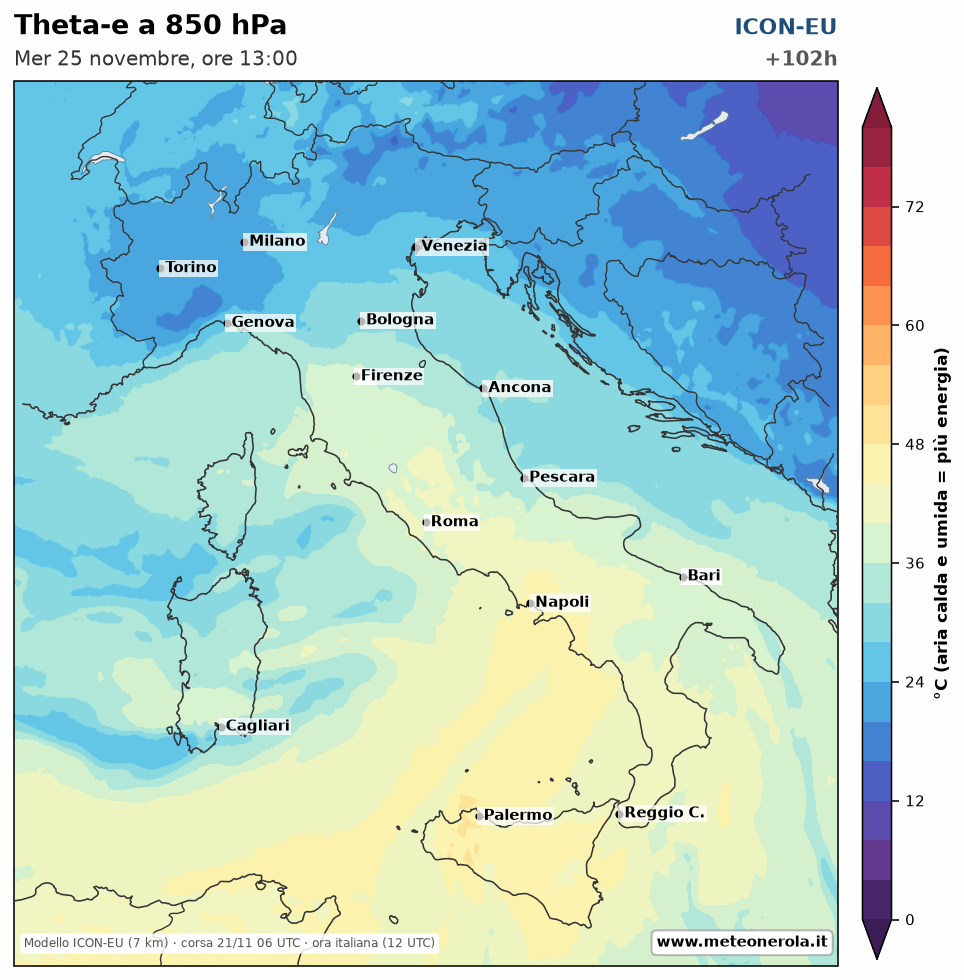 Theta-e a 850 hPa
ICON-EU
Mer 25 novembre, ore 13:00
+102h
Milano
Venezia
Torino
Genova
Bologna
Firenze
Ancona
Pescara
Roma
Bari
Napoli
Cagliari
Palermo
Reggio C.
72
60
48
36
24
12
0
°C (aria calda e umida = più energia)
Modello ICON-EU (7 km) · corsa 21/11 06 UTC · ora italiana (12 UTC)
www.meteonerola.it